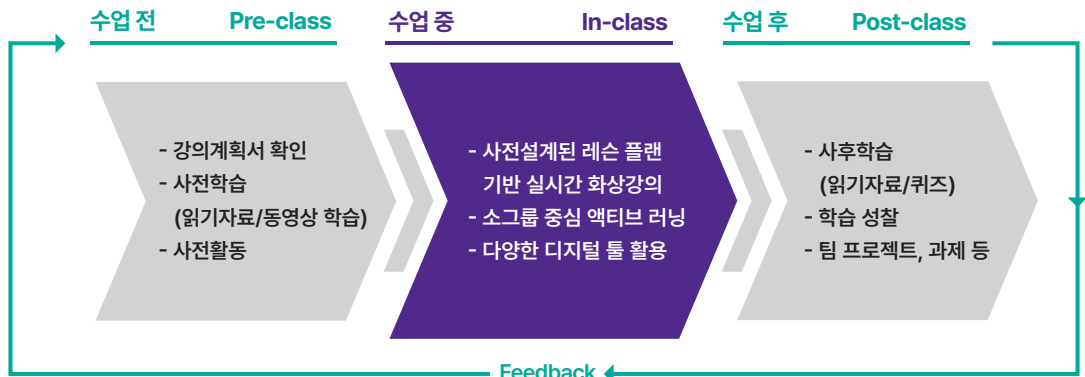 수업 전 Pre-class
- 강의계획서 확인
- 사전학습
(읽기자료/동영상 학습)
- 사전활동
수업 중 In-class
- 사전설계된 레슨 플랜
기반 실시간 화상강의
- 소그룹 중심 액티브 러닝
- 다양한 디지털 툴 활용
수업 후 Post-class
- 사후학습
(읽기자료/퀴즈)
- 학습 성찰
- 팀 프로젝트, 과제 등
Feedback